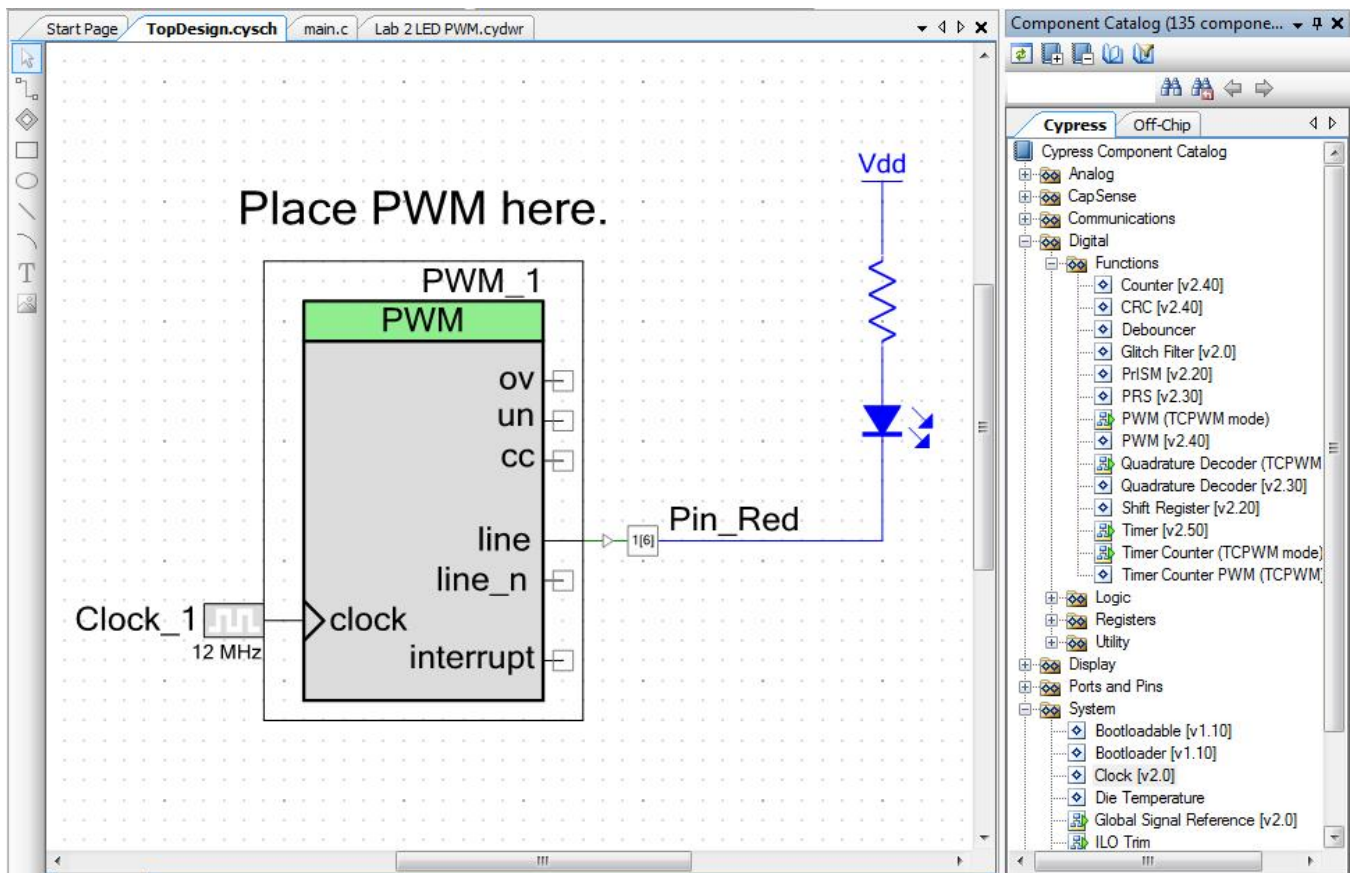 Start Page TopDesign.cysch main.c Lab 2 LED PWM.cydwr
Place PWM here.
PWM_1
PWM
ov
un
cc
line
line_n
clock
interrupt
Clock_1
12 MHz
1[6]
Pin_Red
Vdd
Component Catalog (135 compone...
Cypress Off-Chip
Cypress Component Catalog
Analog
CapSense
Communications
Digital
Functions
Counter [v2.40]
CRC [v2.40]
Debouncer
Glitch Filter [v2.0]
PrISM [v2.20]
PRS [v2.30]
PWM (TCPWM mode)
PWM [v2.40]
Quadrature Decoder (TCPWM
Quadrature Decoder [v2.30]
Shift Register [v2.20]
Timer [v2.50]
Timer Counter (TCPWM mode)
Timer Counter PWM (TCPWM)
Logic
Registers
Utility
Display
Ports and Pins
System
Bootloadable [v1.10]
Bootloader [v1.10]
Clock [v2.0]
Die Temperature
Global Signal Reference [v2.0]
ILO Trim